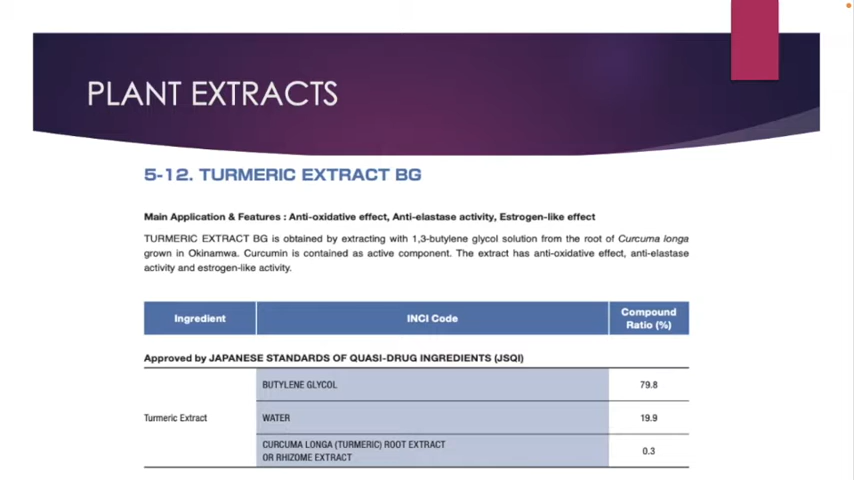 PLANT EXTRACTS
5-12. TURMERIC EXTRACT BG
Main Application & Features : Anti-oxidative effect, Anti-elastase activity, Estrogen-like effect
TURMERIC EXTRACT BG is obtained by extracting with 1,3-butylene glycol solution from the root of Curcuma longa
grown in Okinamwa. Curcumin is contained as active component. The extract has anti-oxidative effect, anti-elastase
activity and estrogen-like activity.
Ingredient INCI Code Compound
Ratio (%)
Approved by JAPANESE STANDARDS OF QUASI-DRUG INGREDIENTS (JSQI)
BUTYLENE GLYCOL 79.8
Turmeric Extract WATER 19.9
CURCUMA LONGA (TURMERIC) ROOT EXTRACT
OR RHIZOME EXTRACT 0.3